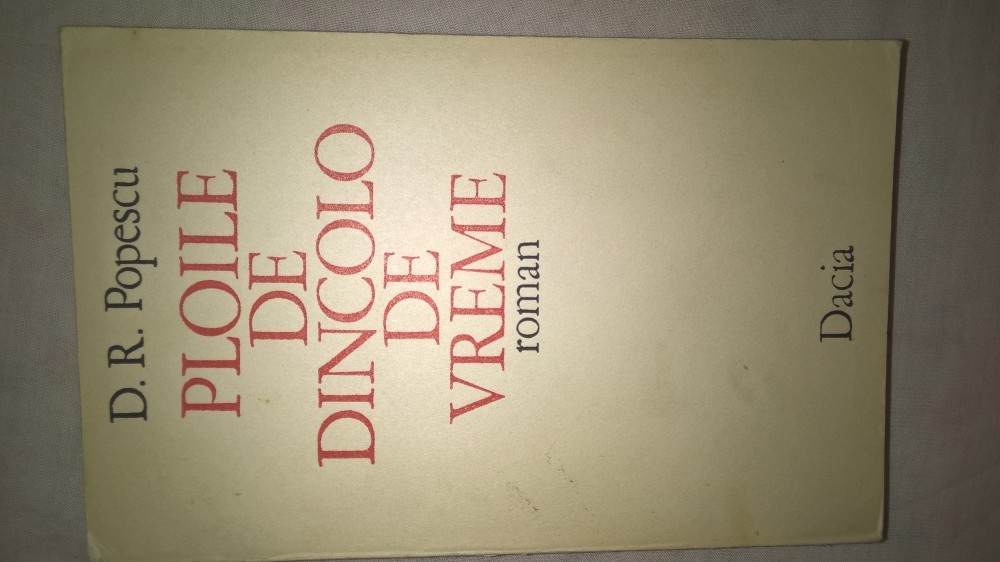 D. R. Popescu
PLOILE
DE
DINCOLO
DE
VREME
roman
Dacia